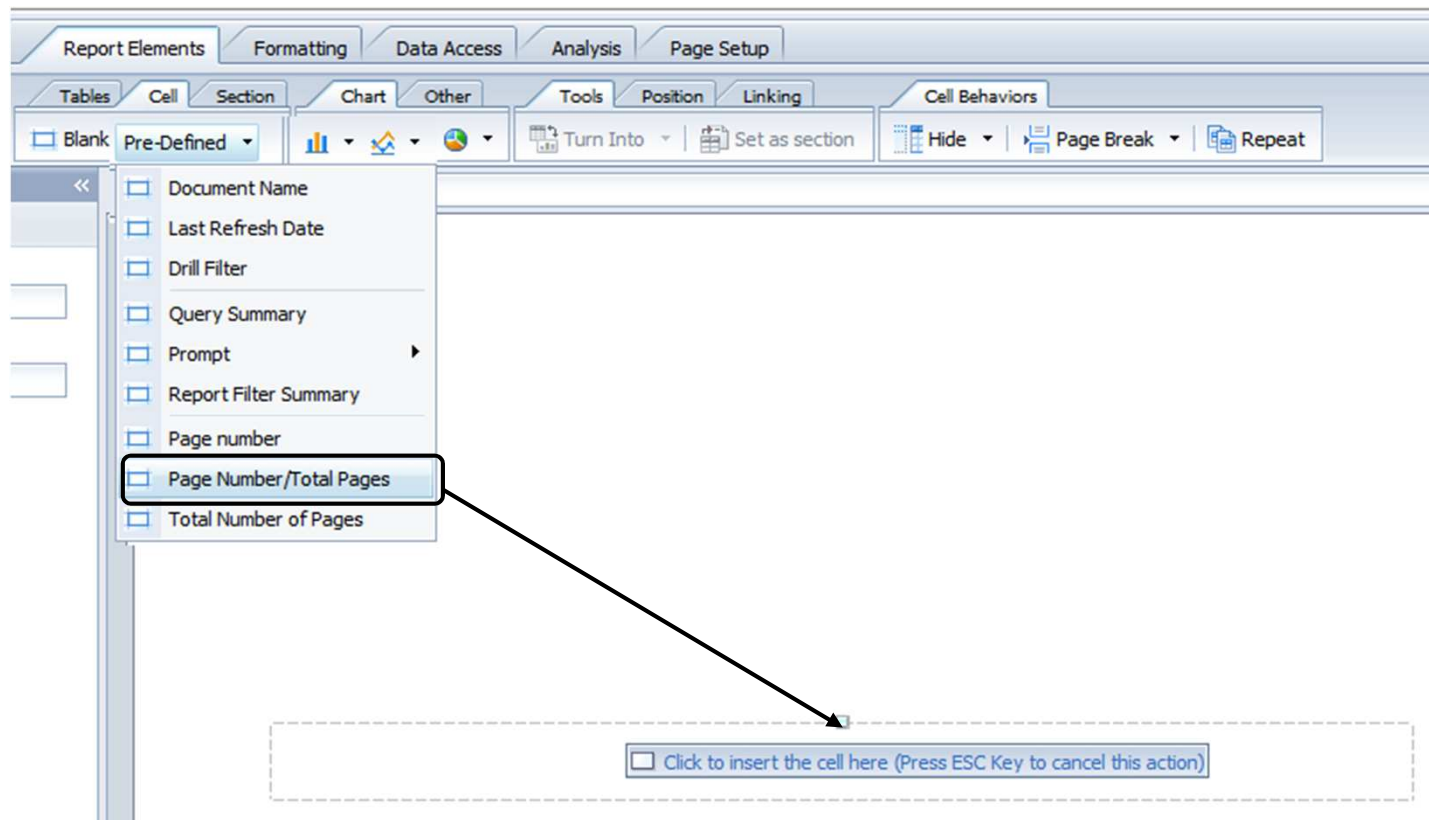 Report Elements Formatting Data Access Analysis Page Setup
Tables Cell Section Chart Other Tools Position Linking Cell Behaviors
Blank Pre-Defined Turn Into Set as section Hide Page Break Repeat
Document Name
Last Refresh Date
Drill Filter
Query Summary
Prompt
Report Filter Summary
Page number
Page Number/Total Pages
Total Number of Pages
Click to insert the cell here (Press ESC Key to cancel this action)